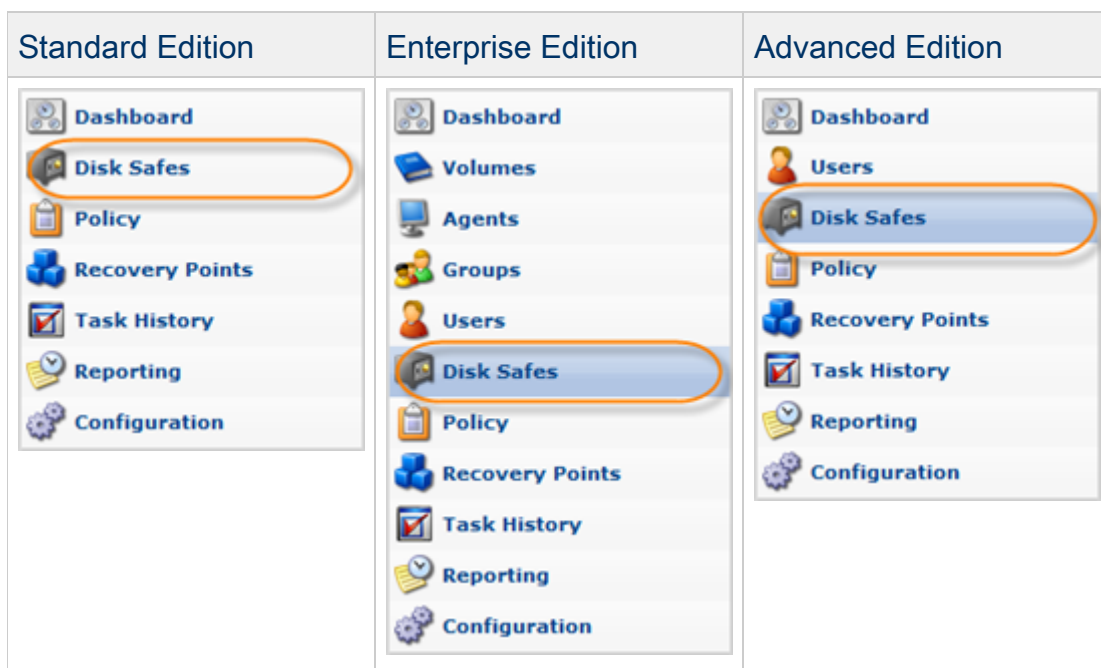 Standard Edition
Enterprise Edition
Advanced Edition
Dashboard
Disk Safes
Policy
Recovery Points
Task History
Reporting
Configuration
Dashboard
Volumes
Agents
Groups
Users
Disk Safes
Policy
Recovery Points
Task History
Reporting
Configuration
Dashboard
Users
Disk Safes
Policy
Recovery Points
Task History
Reporting
Configuration